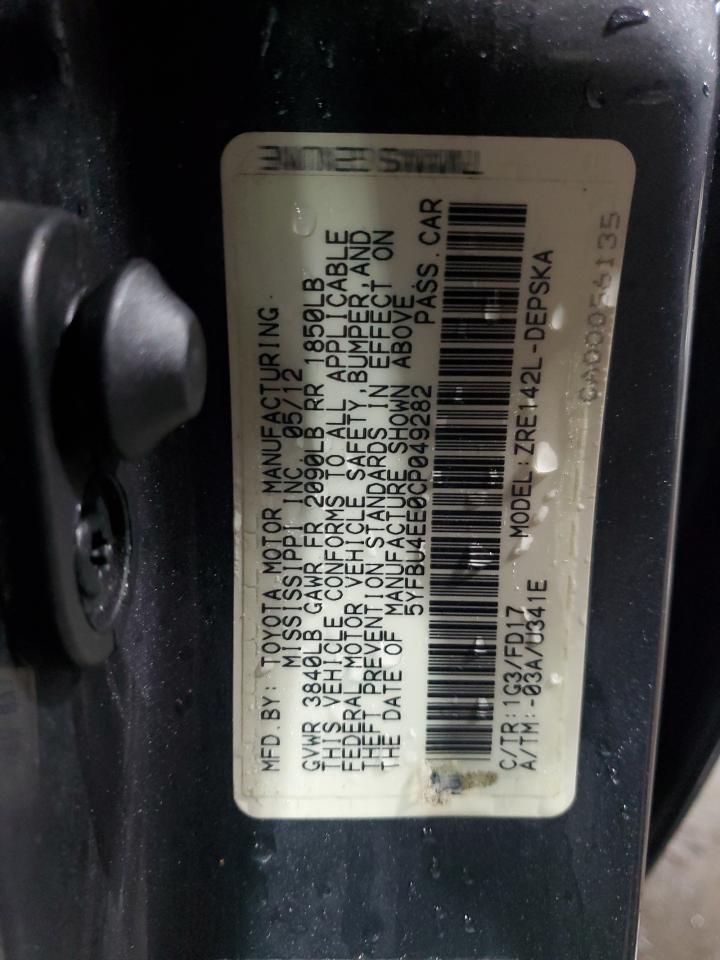 MFD.BY: TOYOTA MOTOR MANUFACTURING.
MISSISSIPPI INC. 05/12
GVWR 3840LB GAWR FR 2090LB RR 1850LB
THIS VEHICLE CONFORMS TO ALL APPLICABLE
FEDERAL MOTOR VEHICLE SAFETY,BUMPER,AND
THEFT PREVENTION STANDARDS IN EFFECT ON
THE DATE OF MANUFACTURE SHOWN ABOVE
5YFBU4EE0CP049282 PASS.CAR
C/TR:1G3/FD17 MODEL:ZRE142L-DEPSKA
A/TM:-03A/U341E
CA00056135